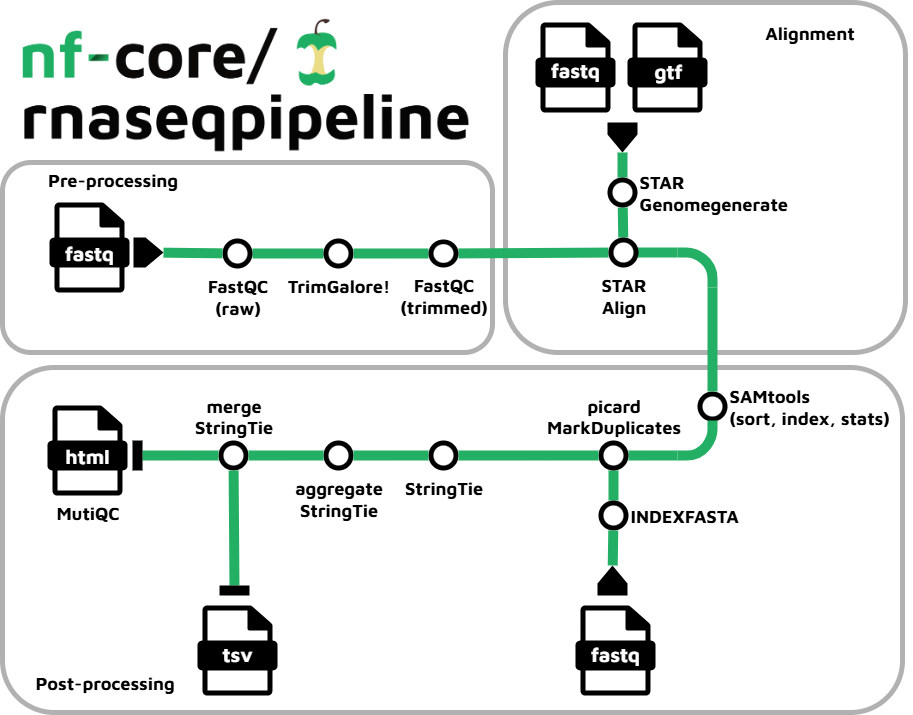 nf-core/
rnaseqpipeline
Alignment
fastq
gtf
STAR
Genomegenerate
STAR
Align
Pre-processing
fastq
FastQC
(raw)
TrimGalore!
FastQC
(trimmed)
SAMtools
(sort, index, stats)
picard
MarkDuplicates
INDEXFASTA
fastq
StringTie
aggregate
StringTie
merge
StringTie
html
MutiQC
tsv
Post-processing